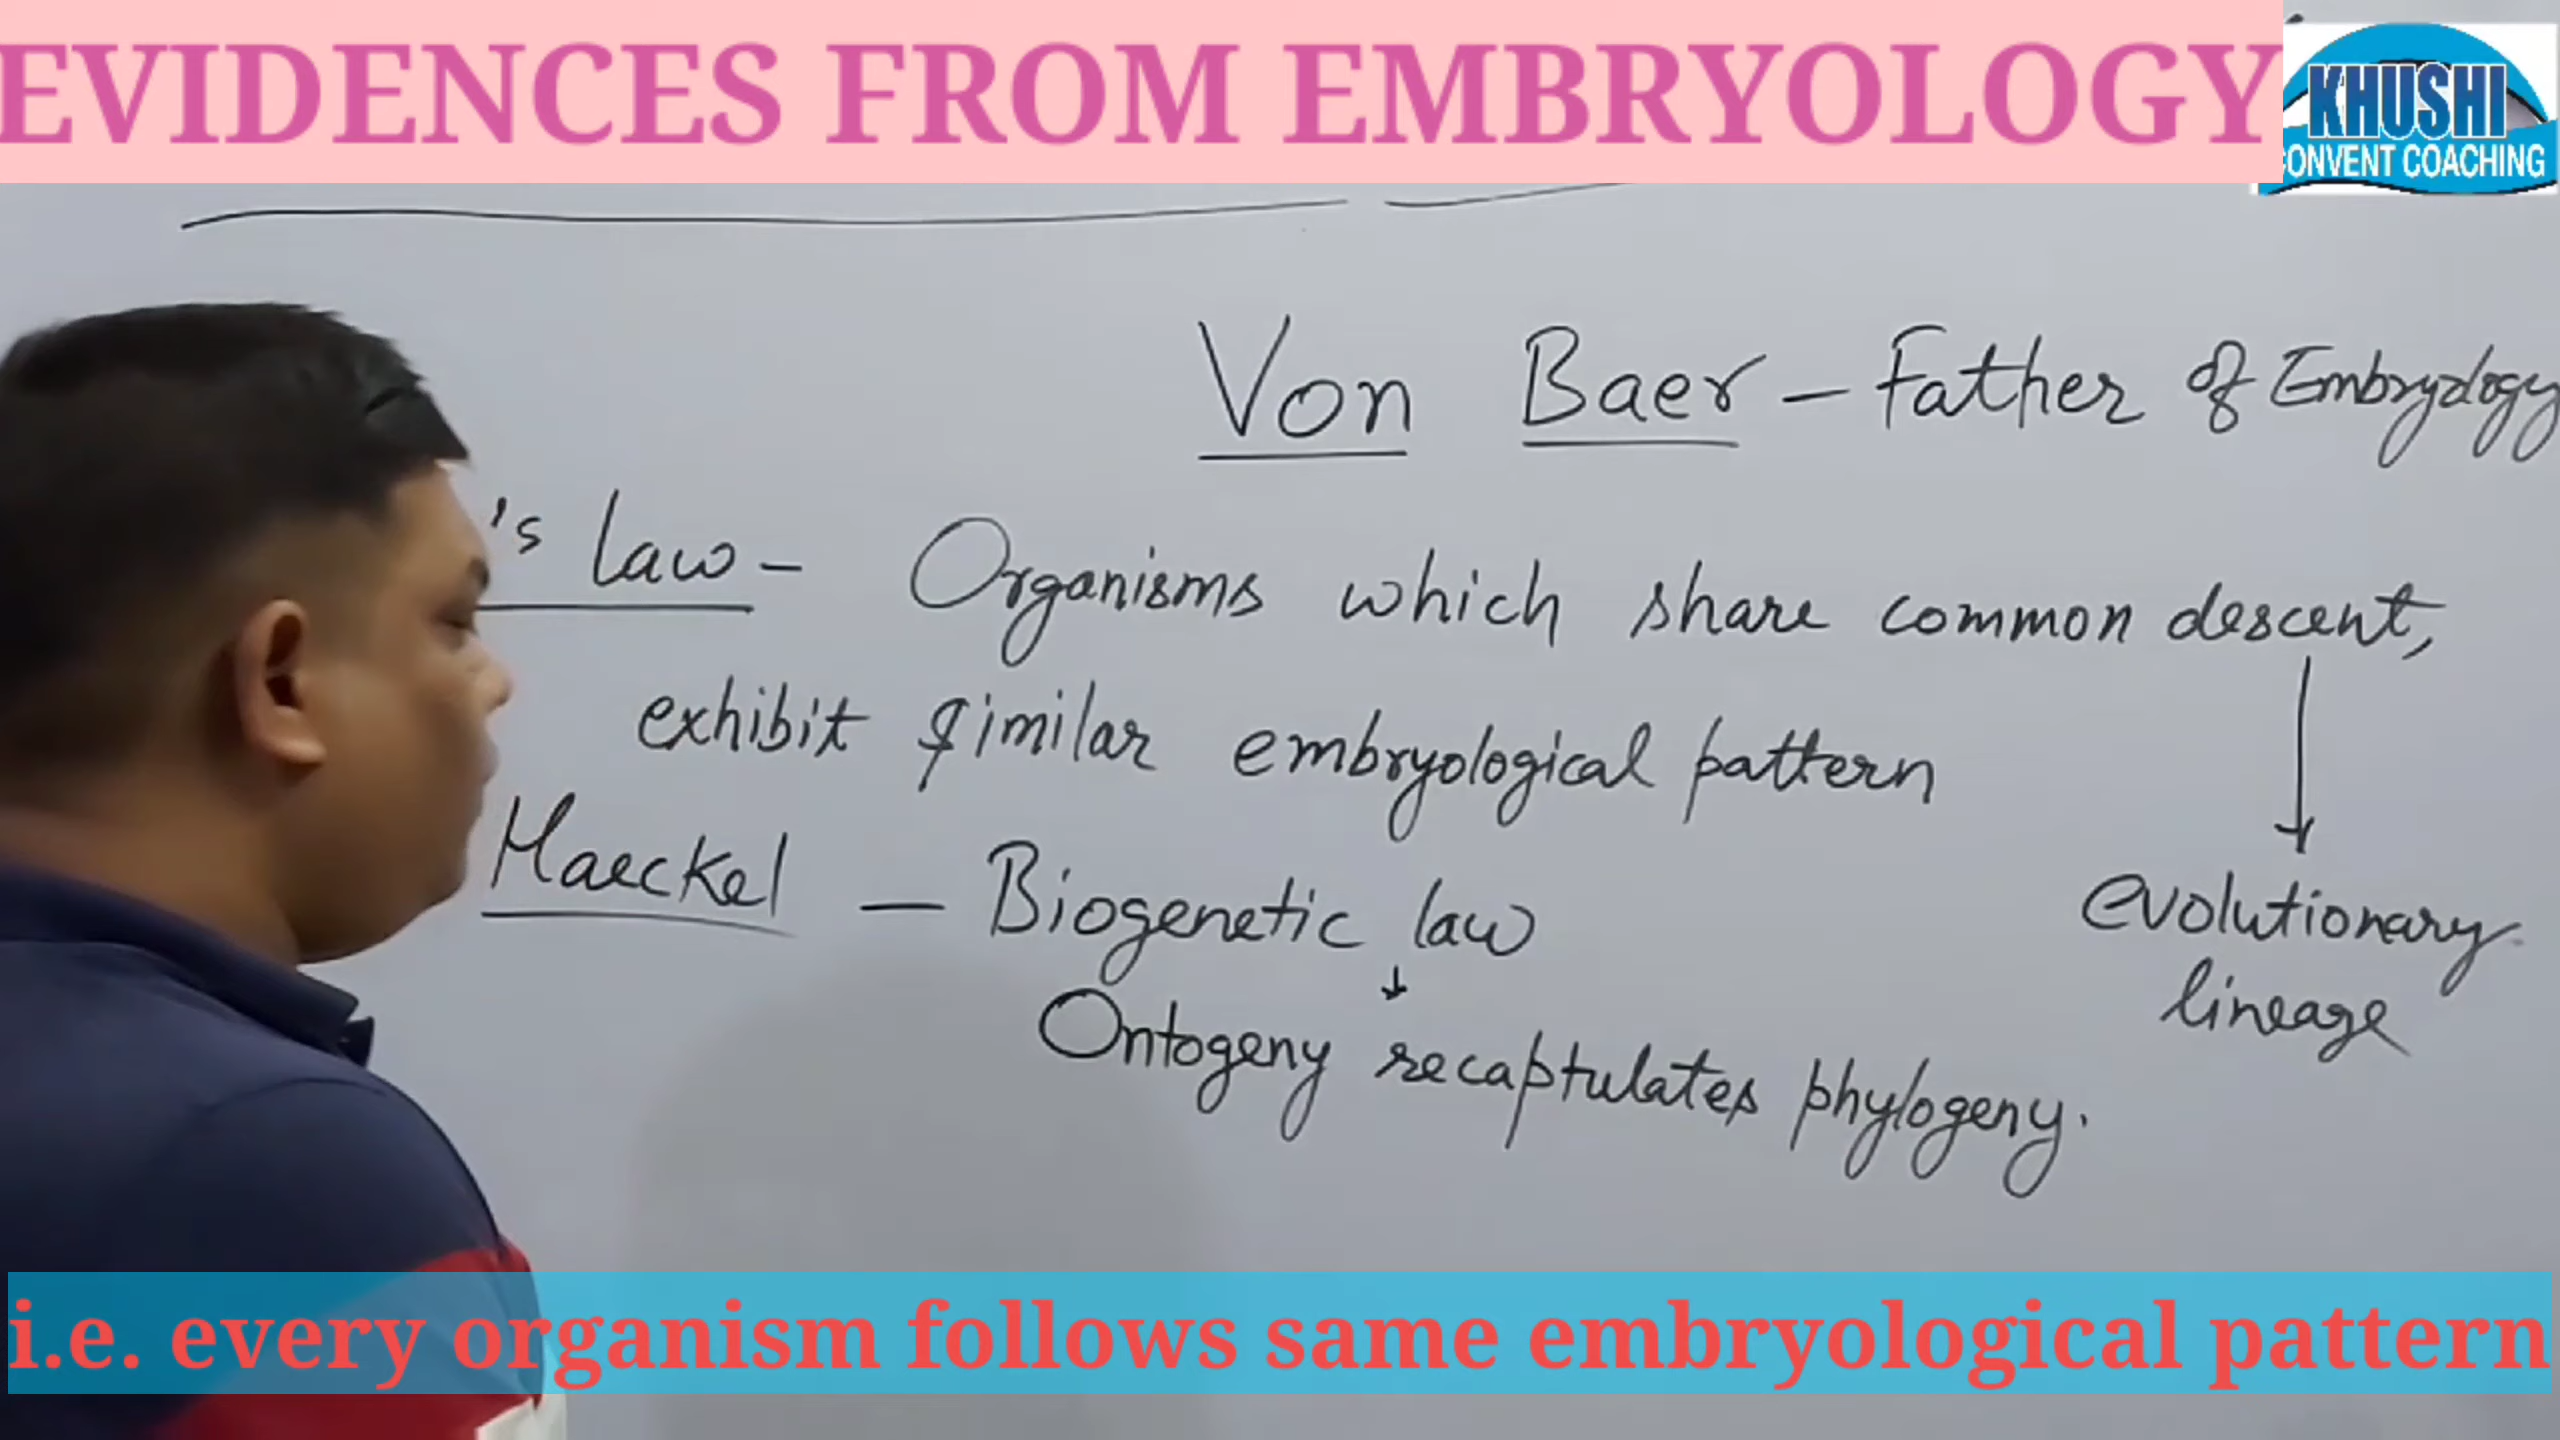 EVIDENCES FROM EMBRYOLOGY
KHUSHI
CONVENT COACHING
Von Baer – Father of Embryology
's law – Organisms which share common descent,
exhibit similar embryological pattern
evolutionary
lineage
Haeckel – Biogenetic law
↓
Ontogeny recaptulates phylogeny.
i.e. every organism follows same embryological pattern